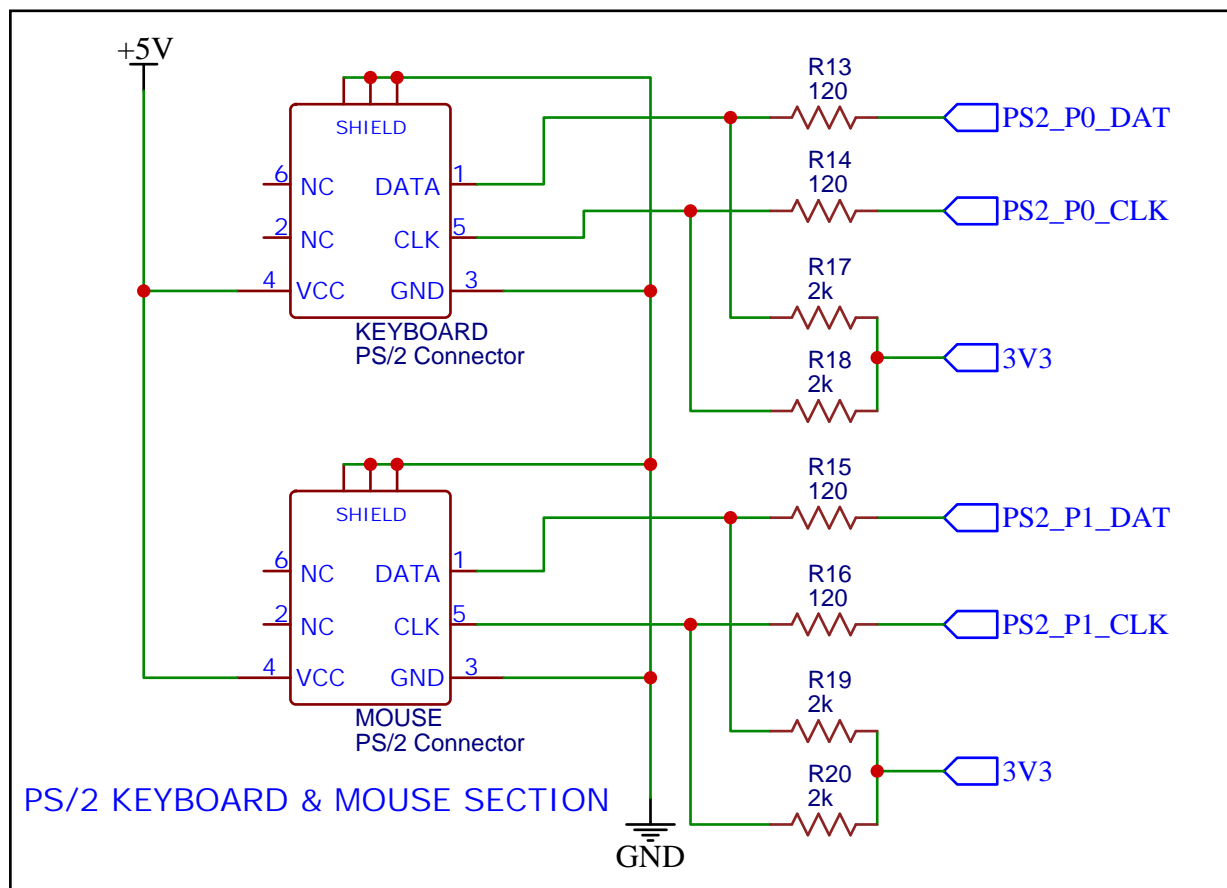 +5V
SHIELD
6 NC DATA 1
2 NC CLK 5
4 VCC GND 3
KEYBOARD
PS/2 Connector
R13
120
PS2_P0_DAT
R14
120
PS2_P0_CLK
R17
2k
R18
2k
3V3
SHIELD
6 NC DATA 1
2 NC CLK 5
4 VCC GND 3
MOUSE
PS/2 Connector
R15
120
PS2_P1_DAT
R16
120
PS2_P1_CLK
R19
2k
R20
2k
3V3
PS/2 KEYBOARD & MOUSE SECTION
GND